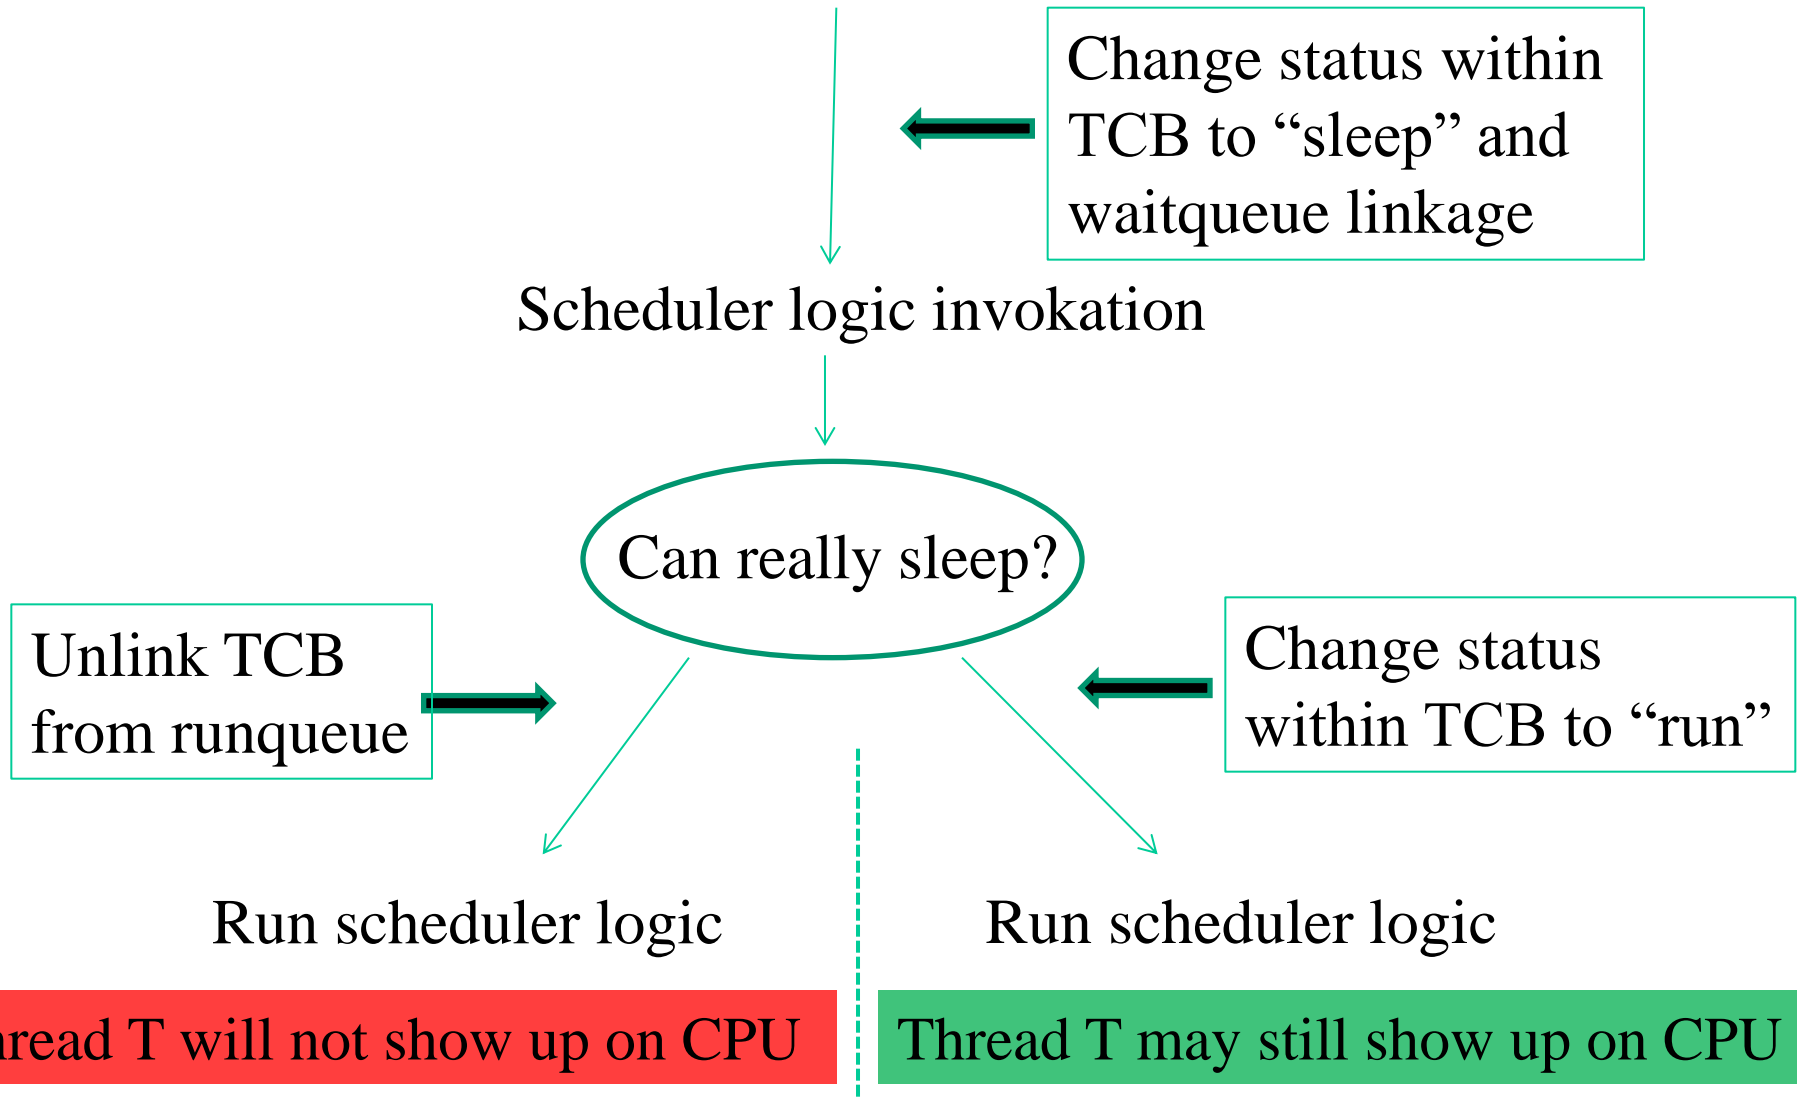 Change status within
TCB to “sleep” and
waitqueue linkage
Scheduler logic invokation
Can really sleep?
Unlink TCB
from runqueue
Change status
within TCB to “run”
Run scheduler logic
Run scheduler logic
hread T will not show up on CPU
Thread T may still show up on CPU